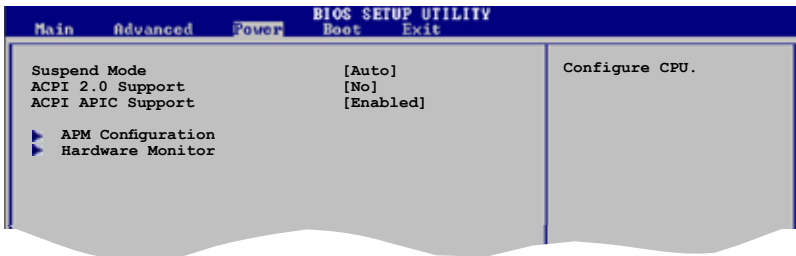 BIOS SETUP UTILITY
Main Advanced Power Boot Exit
Suspend Mode [Auto]
ACPI 2.0 Support [No]
ACPI APIC Support [Enabled]
APM Configuration
Hardware Monitor
Configure CPU.